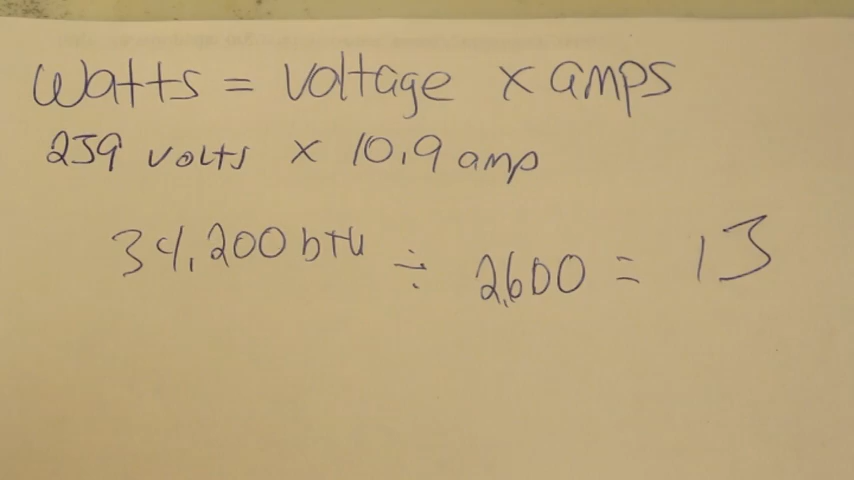 Watts = Voltage x amps
239 volts x 10.9 amp
34,200 btu ÷ 2,600 = 13